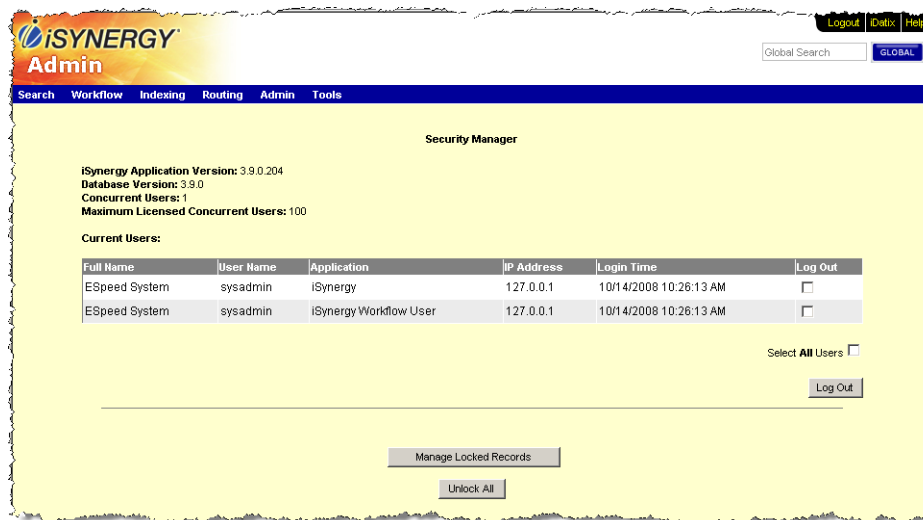 Logout iDatix Help
iSYNERGY
Admin
Global Search GLOBAL
Search Workflow Indexing Routing Admin Tools
Security Manager
iSynergy Application Version: 3.9.0.204
Database Version: 3.9.0
Concurrent Users: 1
Maximum Licensed Concurrent Users: 100
Current Users:
Full Name User Name Application IP Address Login Time Log Out
ESpeed System sysadmin iSynergy 127.0.0.1 10/14/2008 10:26:13 AM
ESpeed System sysadmin iSynergy Workflow User 127.0.0.1 10/14/2008 10:26:13 AM
Select All Users
Log Out
Manage Locked Records
Unlock All